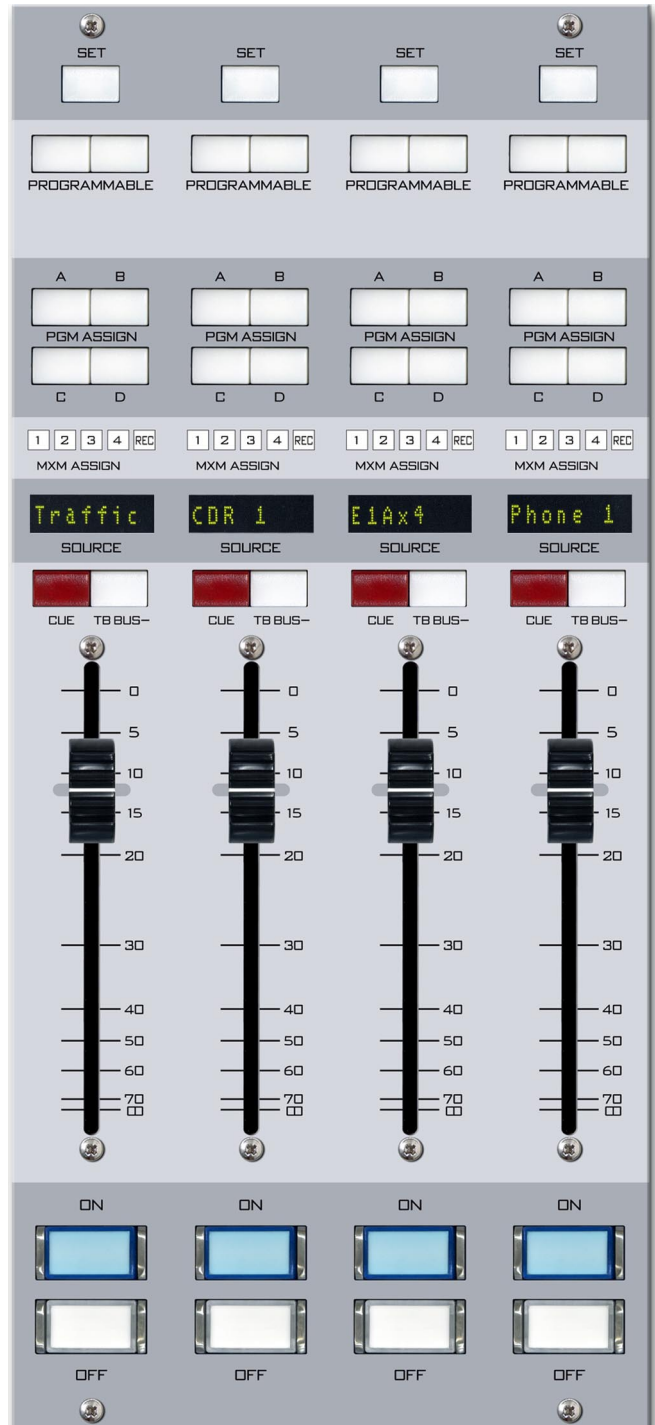 SET SET SET SET
PROGRAMMABLE PROGRAMMABLE PROGRAMMABLE PROGRAMMABLE
A B A B A B A B
PGM ASSIGN PGM ASSIGN PGM ASSIGN PGM ASSIGN
C D C D C D C D
1 2 3 4 REC 1 2 3 4 REC 1 2 3 4 REC 1 2 3 4 REC
MXM ASSIGN MXM ASSIGN MXM ASSIGN MXM ASSIGN
Traffic CDR 1 E1Ax4 Phone 1
SOURCE SOURCE SOURCE SOURCE
CUE TB BUS– CUE TB BUS– CUE TB BUS– CUE TB BUS–
0 0 0 0
5 5 5 5
10 10 10 10
15 15 15 15
20 20 20 20
30 30 30 30
40 40 40 40
50 50 50 50
60 60 60 60
70 70 70 70
ON ON ON ON
OFF OFF OFF OFF